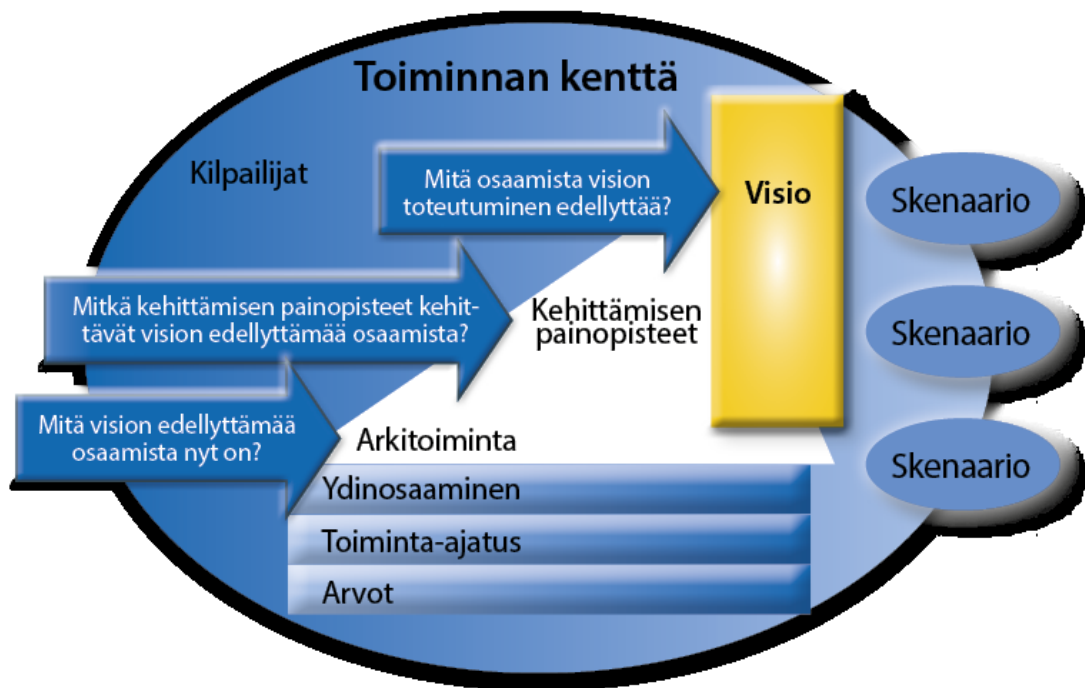 Toiminnan kenttä
Kilpailijat
Mitä osaamista vision
toteutuminen edellyttää?
Visio
Skenaario
Mitkä kehittämisen painopisteet kehit-
tävät vision edellyttämää osaamista?
Kehittämisen
painopisteet
Skenaario
Mitä vision edellyttämää
osaamista nyt on?
Arkitoiminta
Skenaario
Ydinosaaminen
Toiminta-ajatus
Arvot